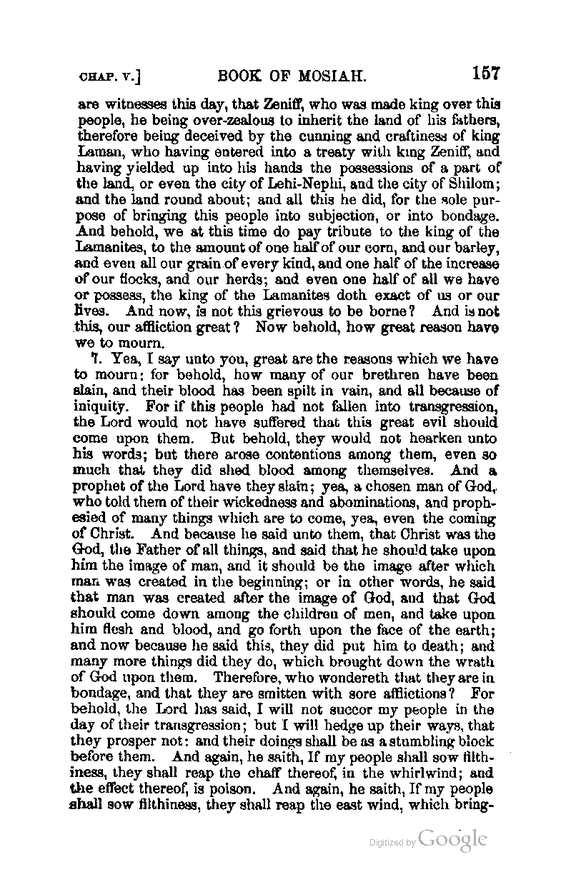 CHAP. V.] BOOK OF MOSIAH. 157
are witnesses this day, that Zeniff, who was made king over this
people, he being over-zealous to inherit the land of his fathers,
therefore being deceived by the cunning and craftiness of king
Laman, who having entered into a treaty with king Zeniff, and
having yielded up into his hands the possessions of a part of
the land, or even the city of Lehi-Nephi, and the city of Shilom;
and the land round about; and all this he did, for the sole pur-
pose of bringing this people into subjection, or into bondage.
And behold, we at this time do pay tribute to the king of the
Lamanites, to the amount of one half of our corn, and our barley,
and even all our grain of every kind, and one half of the increase
of our flocks, and our herds; and even one half of all we have
or possess, the king of the Lamanites doth exact of us or our
lives. And now, is not this grievous to be borne? And is not
this, our affliction great? Now behold, how great reason have
we to mourn.
7. Yea, I say unto you, great are the reasons which we have
to mourn: for behold, how many of our brethren have been
slain, and their blood has been spilt in vain, and all because of
iniquity. For if this people had not fallen into transgression,
the Lord would not have suffered that this great evil should
come upon them. But behold, they would not hearken unto
his words; but there arose contentions among them, even so
much that they did shed blood among themselves. And a
prophet of the Lord have they slain; yea, a chosen man of God,
who told them of their wickedness and abominations, and proph-
esied of many things which are to come, yea, even the coming
of Christ. And because he said unto them, that Christ was the
God, the Father of all things, and said that he should take upon
him the image of man, and it should be the image after which
man was created in the beginning; or in other words, he said
that man was created after the image of God, and that God
should come down among the children of men, and take upon
him flesh and blood, and go forth upon the face of the earth;
and now because he said this, they did put him to death; and
many more things did they do, which brought down the wrath
of God upon them. Therefore, who wondereth that they are in
bondage, and that they are smitten with sore afflictions? For
behold, the Lord has said, I will not succor my people in the
day of their transgression; but I will hedge up their ways, that
they prosper not: and their doings shall be as a stumbling block
before them. And again, he saith, If my people shall sow filth-
iness, they shall reap the chaff thereof, in the whirlwind; and
the effect thereof, is poison. And again, he saith, If my people
shall sow filthiness, they shall reap the east wind, which bring-
Digitized by Google